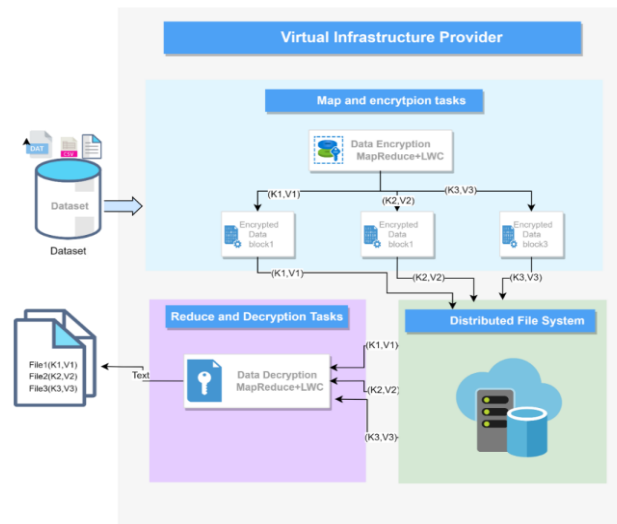 Virtual Infrastructure Provider
Map and encrytpion tasks
DAT
CSV
Data Encryption
MapReduce+LWC
Dataset
Dataset
(K1,V1)
(K2,V2)
(K3,V3)
Encrypted
Data
block1
Encrypted
Data
block1
Encrypted
Data
block3
(K1,V1)
(K2,V2)
(K3,V3)
Reduce and Decryption Tasks
Distributed File System
File1(K1,V1)
File2(K2,V2)
File3(K3,V3)
Text
Data Decryption
MapReduce+LWC
(K1,V1)
(K2,V2)
(K3,V3)